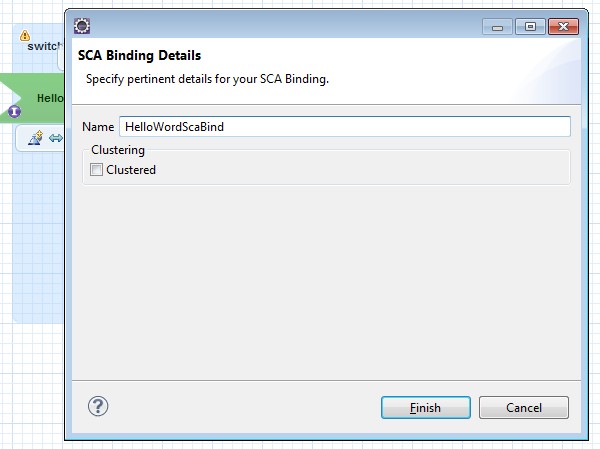 switch
SCA Binding Details
Specify pertinent details for your SCA Binding.
Hello
Name HelloWordScaBind
Clustering
Clustered
Finish
Cancel